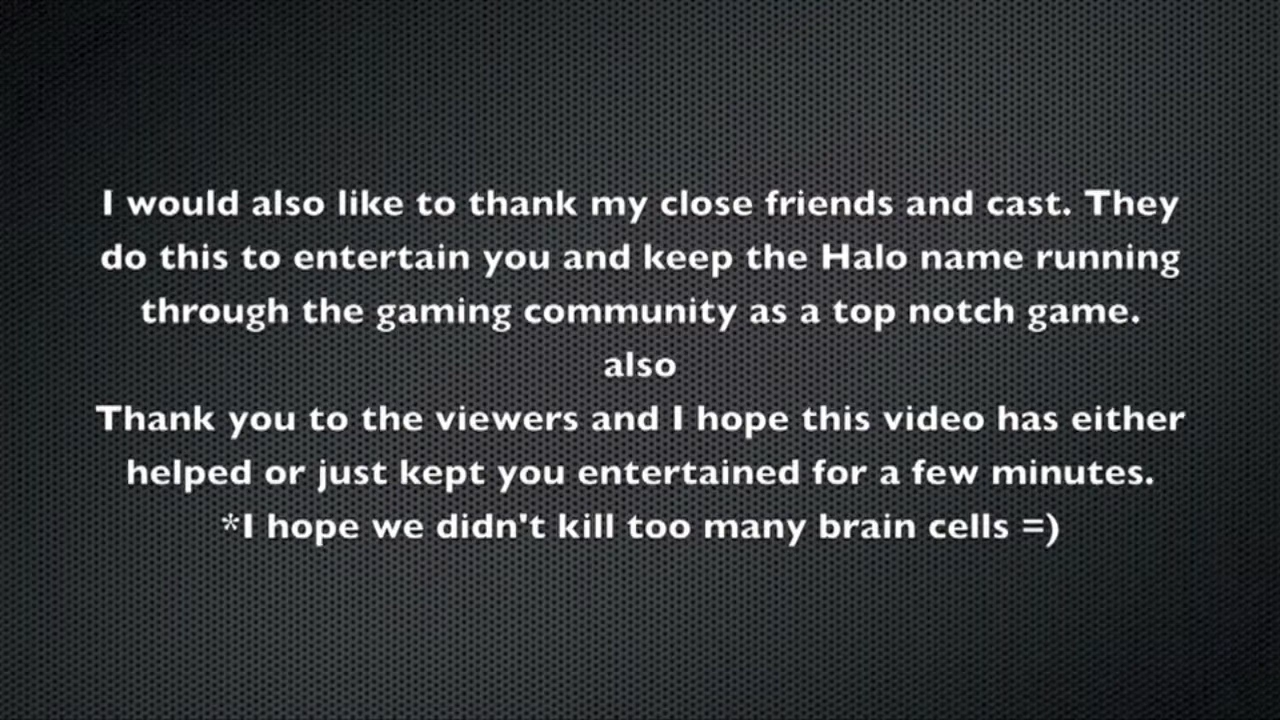 I would also like to thank my close friends and cast. They
do this to entertain you and keep the Halo name running
through the gaming community as a top notch game.
also
Thank you to the viewers and I hope this video has either
helped or just kept you entertained for a few minutes.
*I hope we didn't kill too many brain cells =)